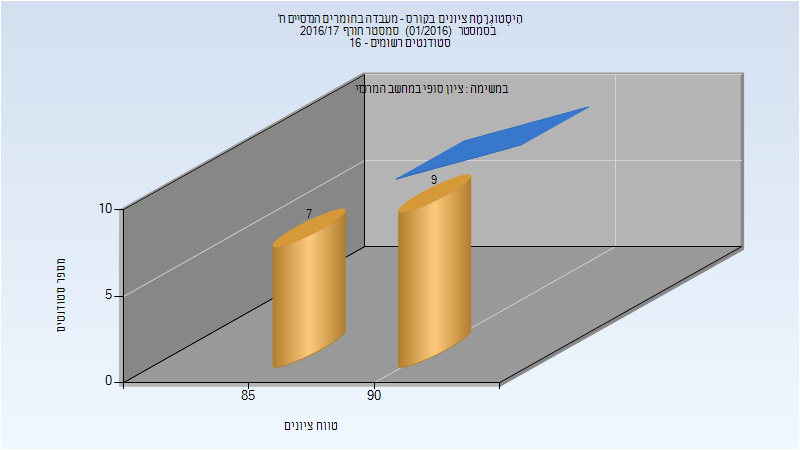 היסטוגרמת ציונים בקורס - מעבדה בחומרים הנדסיים ח'
בסמסטר (01/2016) סמסטר חורף 2016/17
סטודנטים רשומים - 16
במשימה : ציון סופי במחשב המרכזי
7
9
10
5
0
מספר סטודנטים
85
90
טווח ציונים